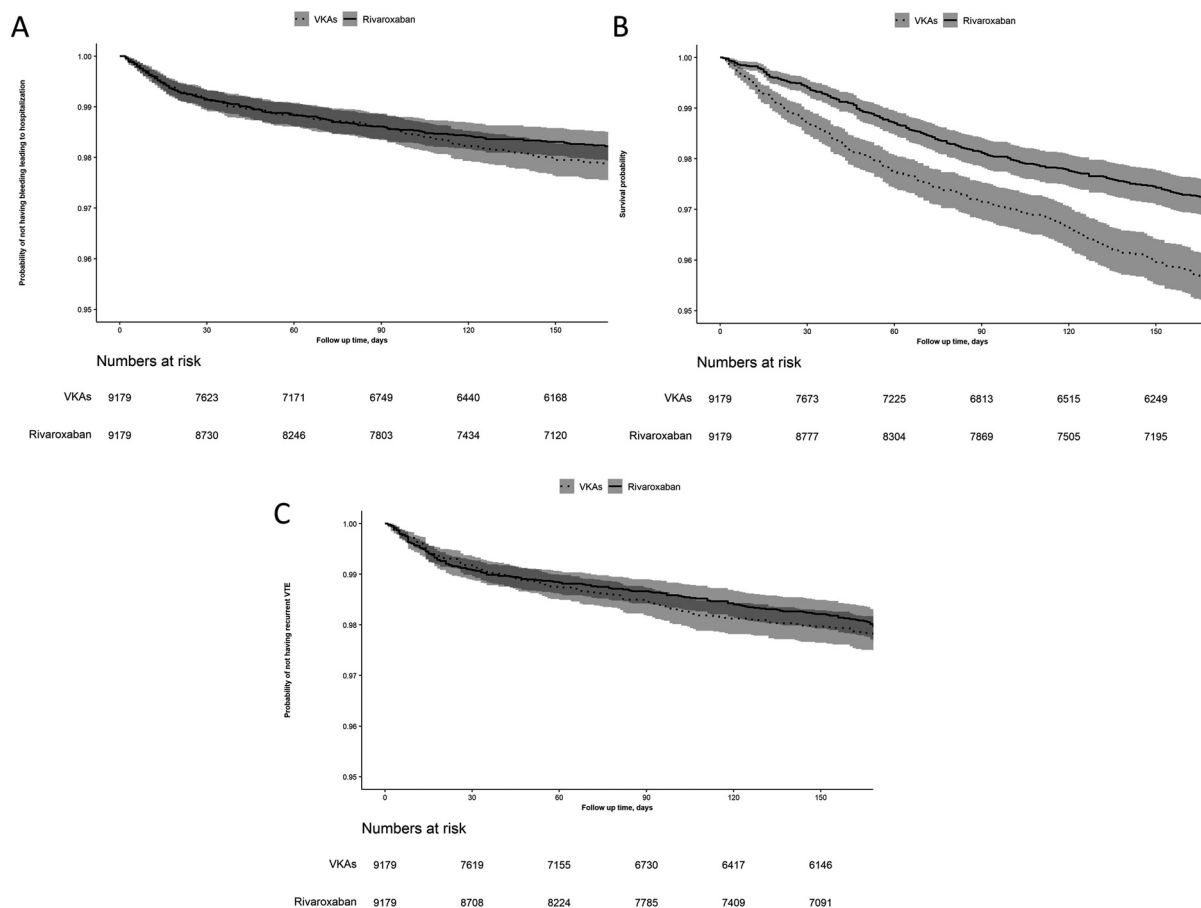 A
VKAs Rivaroxaban
Probability of not having bleeding leading to hospitalization
1.00
0.99
0.98
0.97
0.96
0.95
0 30 60 90 120 150
Follow up time, days
Numbers at risk
VKAs 9179 7623 7171 6749 6440 6168
Rivaroxaban 9179 8730 8246 7803 7434 7120
B
VKAs Rivaroxaban
Survival probability
1.00
0.99
0.98
0.97
0.96
0.95
0 30 60 90 120 150
Follow up time, days
Numbers at risk
VKAs 9179 7673 7225 6813 6515 6249
Rivaroxaban 9179 8777 8304 7869 7505 7195
C
VKAs Rivaroxaban
Probability of not having recurrent VTE
1.00
0.99
0.98
0.97
0.96
0.95
0 30 60 90 120 150
Follow up time, days
Numbers at risk
VKAs 9179 7619 7155 6730 6417 6146
Rivaroxaban 9179 8708 8224 7785 7409 7091